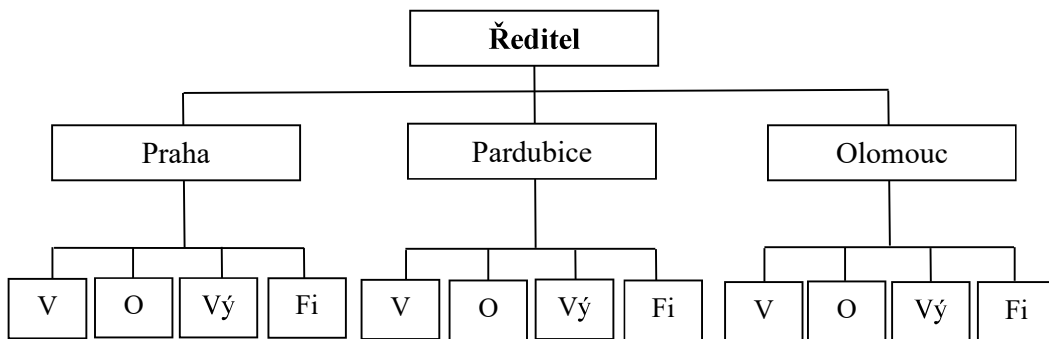 Ředitel
Praha Pardubice Olomouc
V O Vý Fi V O Vý Fi V O Vý Fi